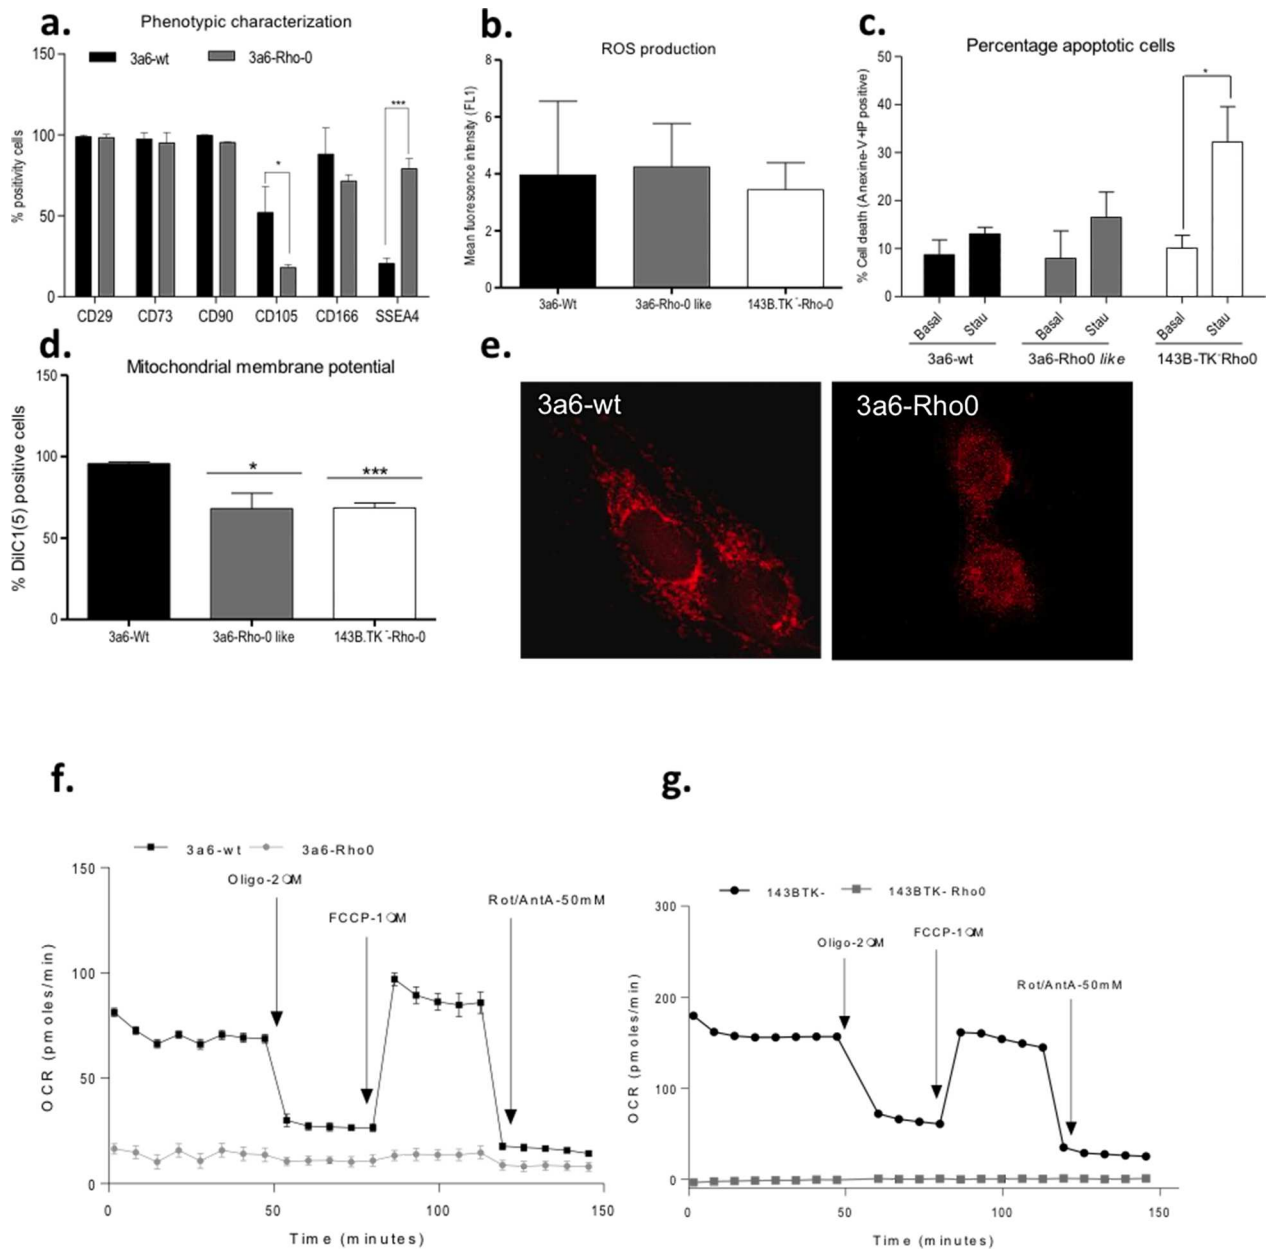 a.
Phenotypic characterization
3a6-wt
3a6-Rho-0
% positivity cells
150
100
50
0
*
***
CD29
CD73
CD90
CD105
CD166
SSEA4
b.
ROS production
Mean fluorescence intensity (FL1)
8
6
4
2
0
3a6-Wt
3a6-Rho-0 like
143B.TK⁻-Rho-0
c.
Percentage apoptotic cells
% Cell death (Anexine-V+IP positive)
50
40
30
20
10
0
*
Basal
Stau
Basal
Stau
Basal
Stau
3a6-wt
3a6-Rho0 like
143B-TK⁻Rho0
d.
Mitochondrial membrane potential
% DiIC1(5) positive cells
150
100
50
0
*
***
3a6-Wt
3a6-Rho-0 like
143B.TK⁻-Rho-0
e.
3a6-wt
3a6-Rho0
f.
3a6-wt
3a6-Rho0
OCR (pmoles/min)
150
100
50
0
Oligo-2 M
FCCP-1 M
Rot/AntA-50mM
0
50
100
150
Time (minutes)
g.
143BTK-
143BTK- Rho0
OCR (pmoles/min)
300
200
100
0
Oligo-2 M
FCCP-1 M
Rot/AntA-50mM
0
50
100
150
Time (minutes)